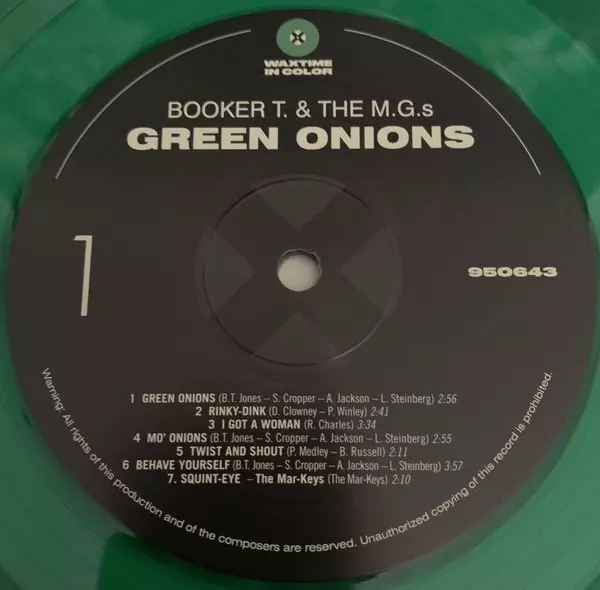 WAXTIME
IN COLOR
BOOKER T. & THE M.G.s
GREEN ONIONS
1
950643
1 GREEN ONIONS (B.T. Jones – S. Cropper – A. Jackson – L. Steinberg) 2:56
2 RINKY-DINK (D. Clowney – P. Winley) 2:41
3 I GOT A WOMAN (R. Charles) 3:34
4 MO' ONIONS (B.T. Jones – S. Cropper – A. Jackson – L. Steinberg) 2:55
5 TWIST AND SHOUT (P. Medley – B. Russell) 2:11
6 BEHAVE YOURSELF (B.T. Jones – S. Cropper – A. Jackson – L. Steinberg) 3:57
7. SQUINT-EYE – The Mar-Keys (The Mar-Keys) 2:10
Warning: All rights of this production and of the composers are reserved. Unauthorized copying of this record is prohibited.